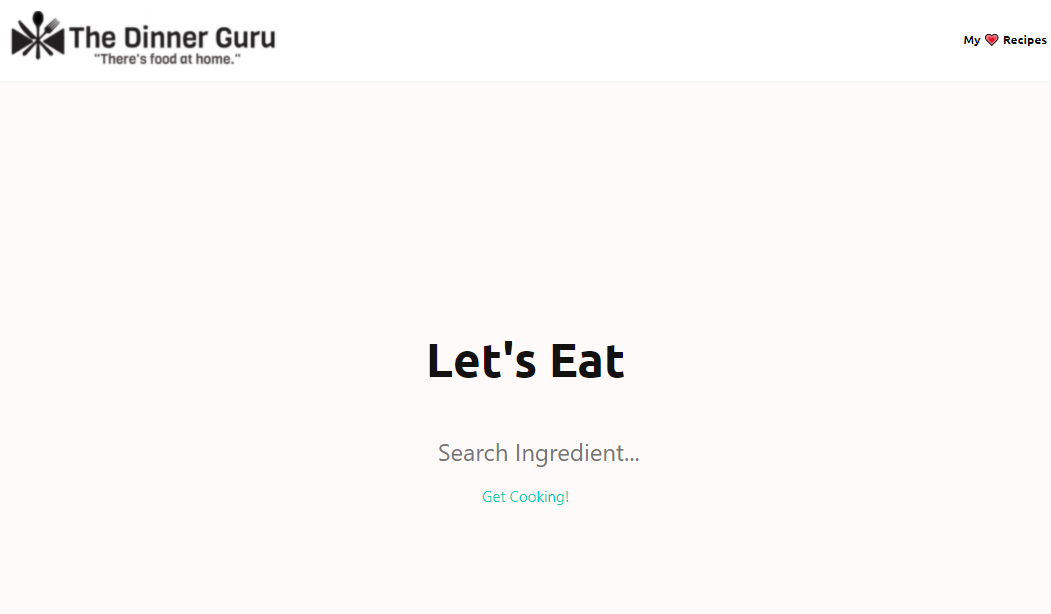 The Dinner Guru
"There's food at home."
My ❤️ Recipes
Let's Eat
Search Ingredient...
Get Cooking!